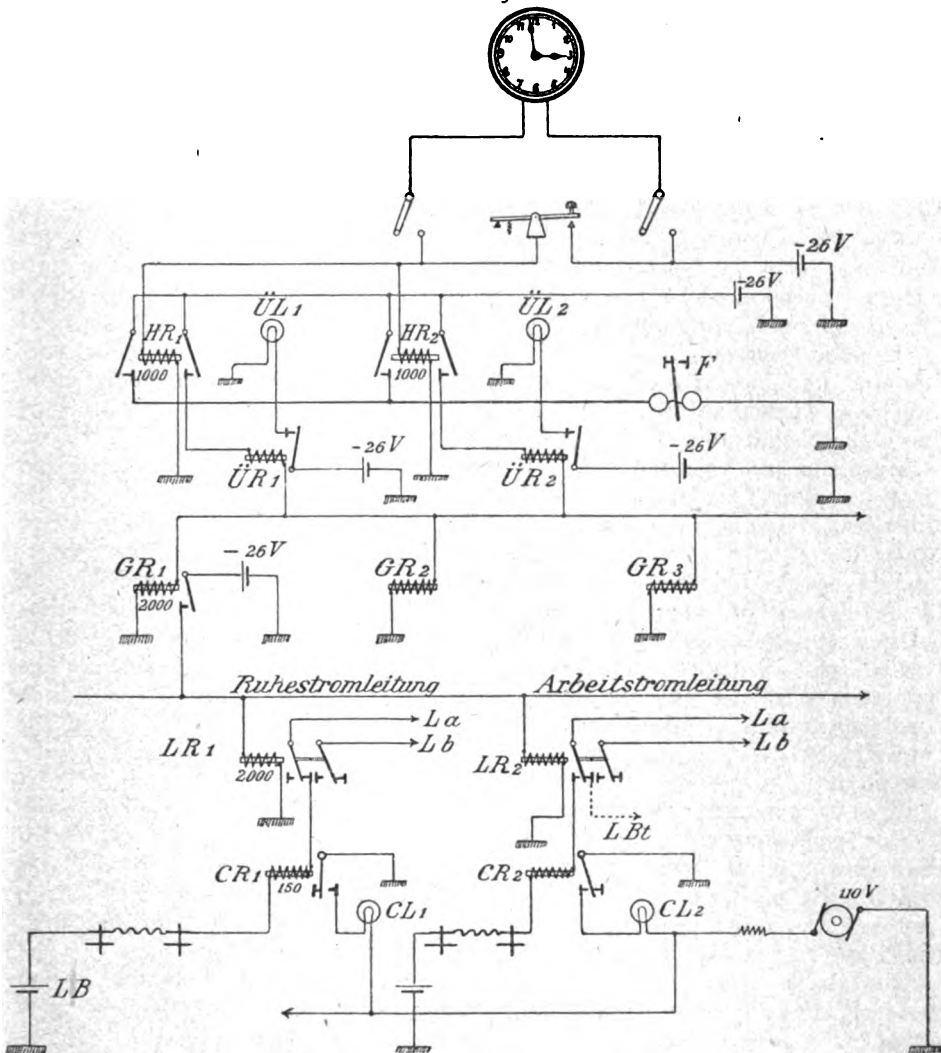 -26V
-26V
ÜL1
ÜL2
HR1
HR2
1000
1000
F
-26V
-26V
ÜR1
ÜR2
-26V
GR1
GR2
GR3
2000
Ruhestromleitung
Arbeitstromleitung
La
La
Lb
Lb
LR1
LR2
2000
LBt
CR1
CR2
150
110 V
CL1
CL2
LB